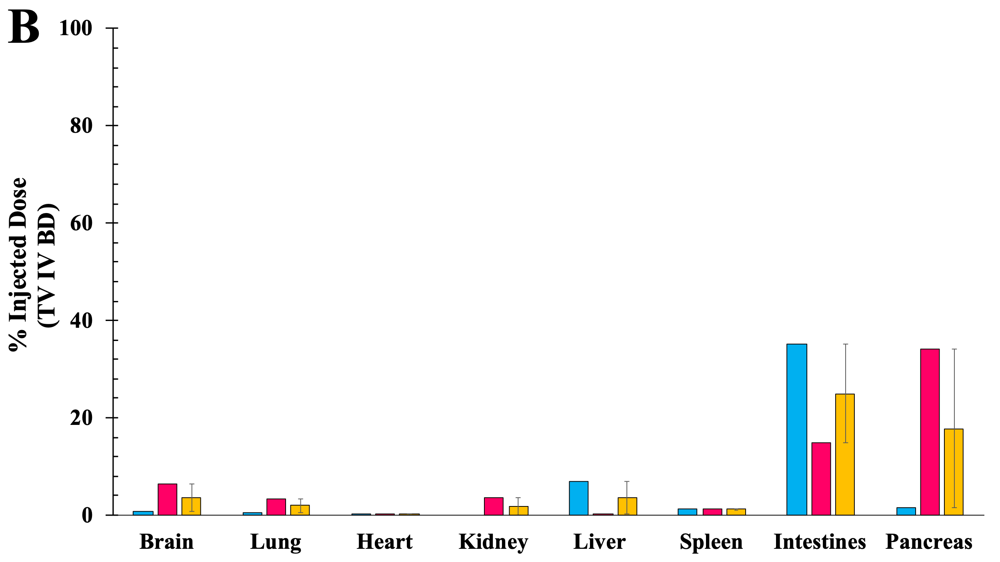 B
100
80
60
40
20
0
% Injected Dose
(TV IV BD)
Brain Lung Heart Kidney Liver Spleen Intestines Pancreas